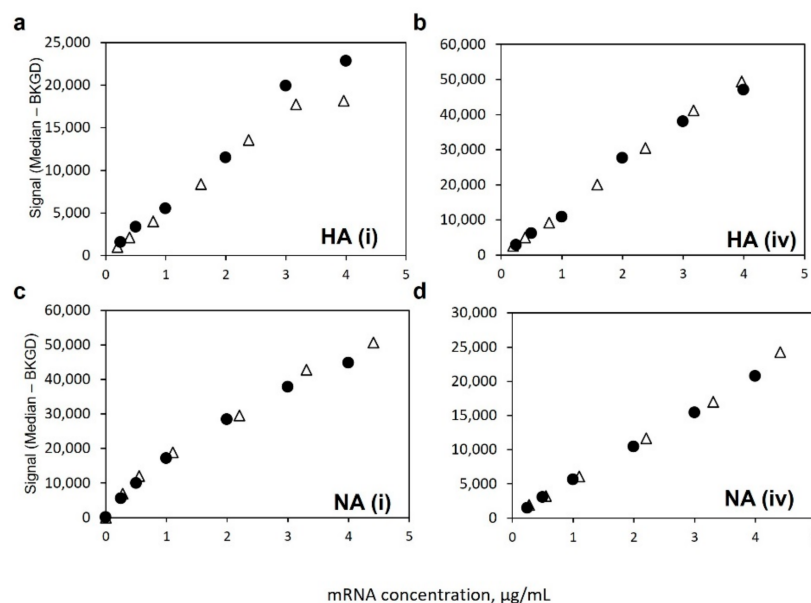 a
25,000
20,000
15,000
10,000
5,000
0
0 1 2 3 4 5
Signal (Median – BKGD)
HA (i)
b
60,000
50,000
40,000
30,000
20,000
10,000
0
0 1 2 3 4 5
HA (iv)
c
60,000
50,000
40,000
30,000
20,000
10,000
0
0 1 2 3 4 5
Signal (Median – BKGD)
NA (i)
d
30,000
25,000
20,000
15,000
10,000
5,000
0
0 1 2 3 4
NA (iv)
mRNA concentration, µg/mL